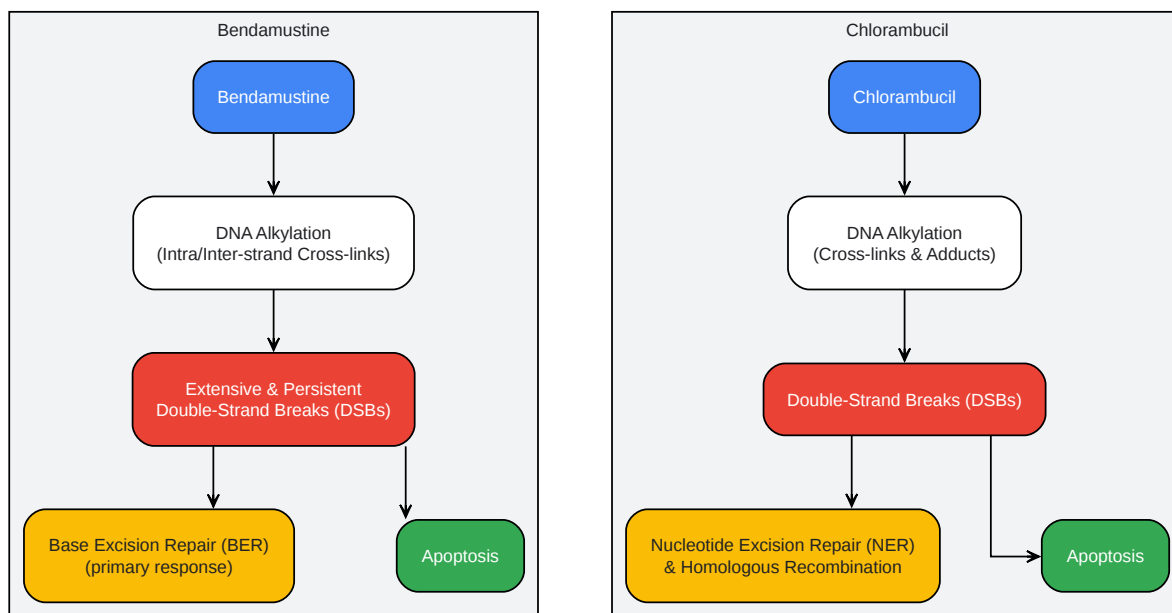 Bendamustine
Bendamustine
DNA Alkylation
(Intra/Inter-strand Cross-links)
Extensive & Persistent
Double-Strand Breaks (DSBs)
Base Excision Repair (BER)
(primary response)
Apoptosis
Chlorambucil
Chlorambucil
DNA Alkylation
(Cross-links & Adducts)
Double-Strand Breaks (DSBs)
Nucleotide Excision Repair (NER)
& Homologous Recombination
Apoptosis